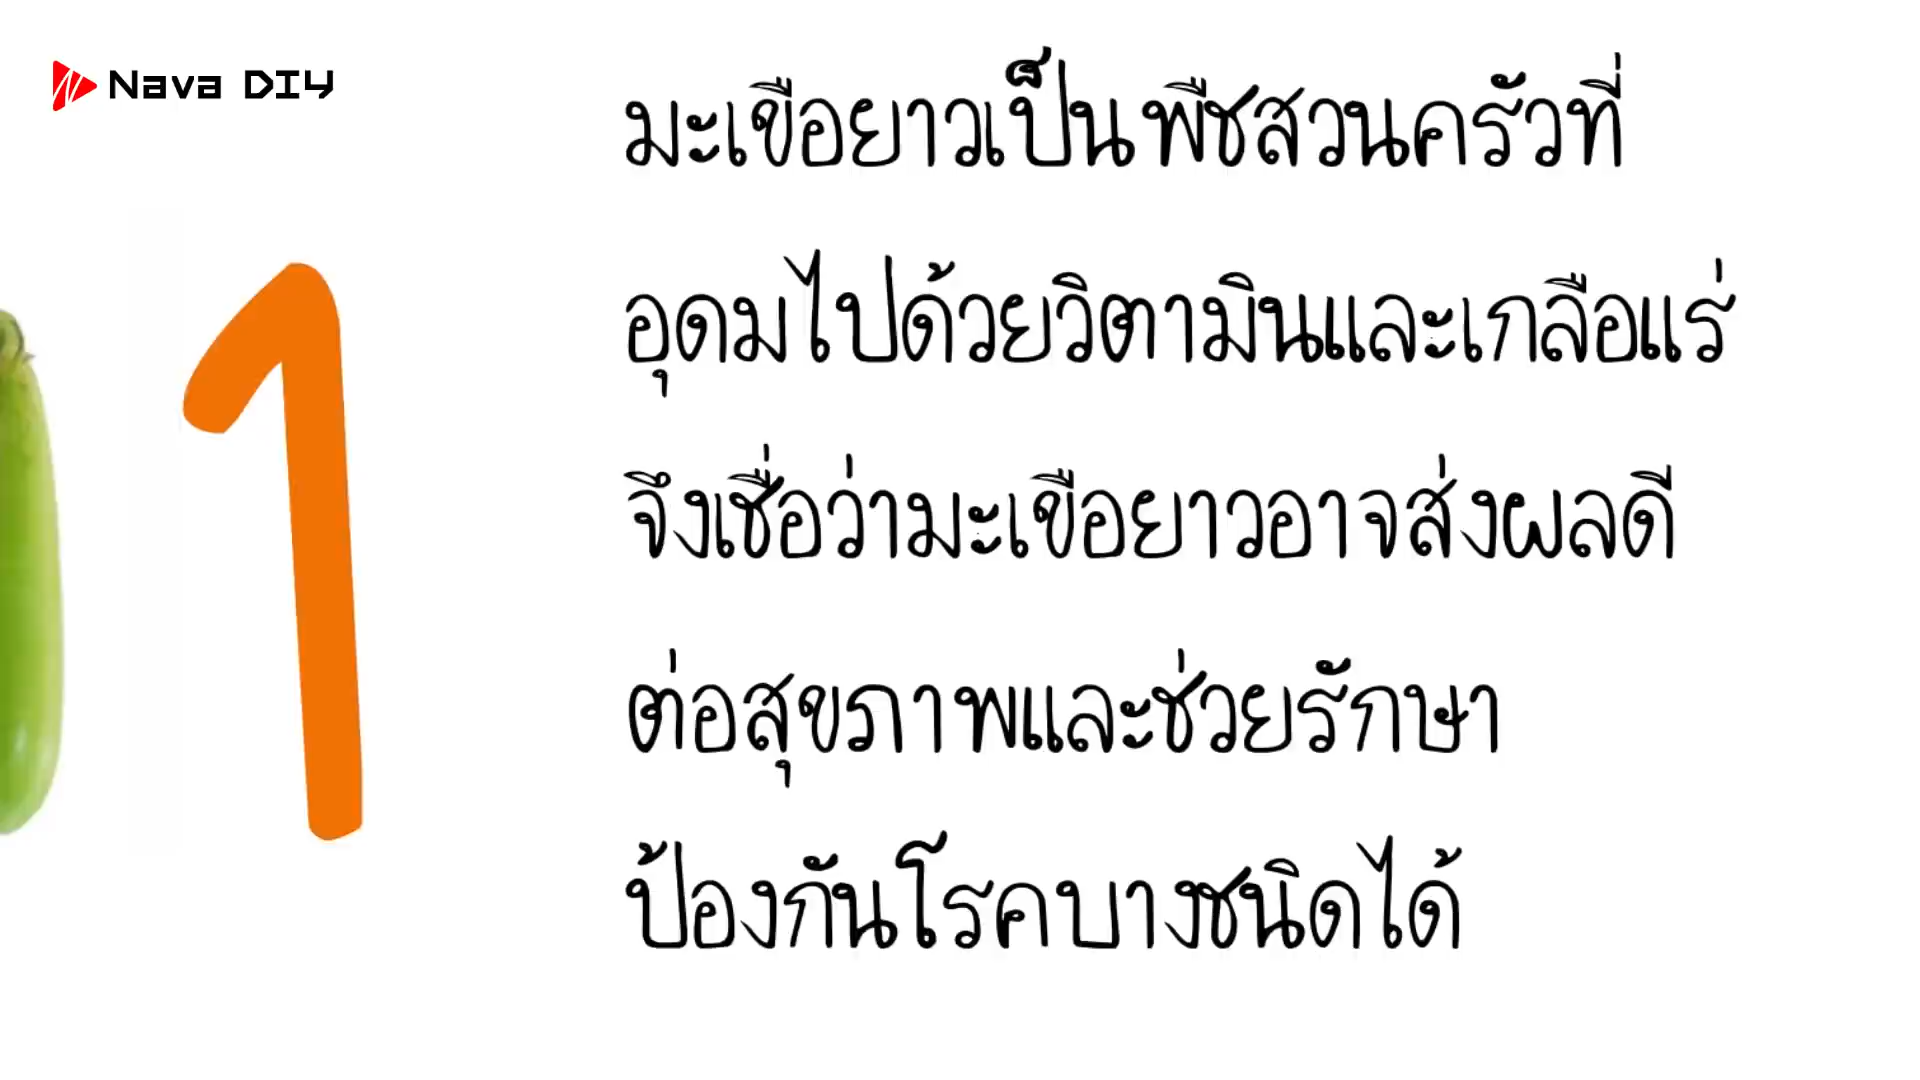 Nava DIY
1
มะเขือยาวเป็นพืชสวนครัวที่
อุดมไปด้วยวิตามินและเกลือแร่
จึงเชื่อว่ามะเขือยาวอาจส่งผลดี
ต่อสุขภาพและช่วยรักษา
ป้องกันโรคบางชนิดได้